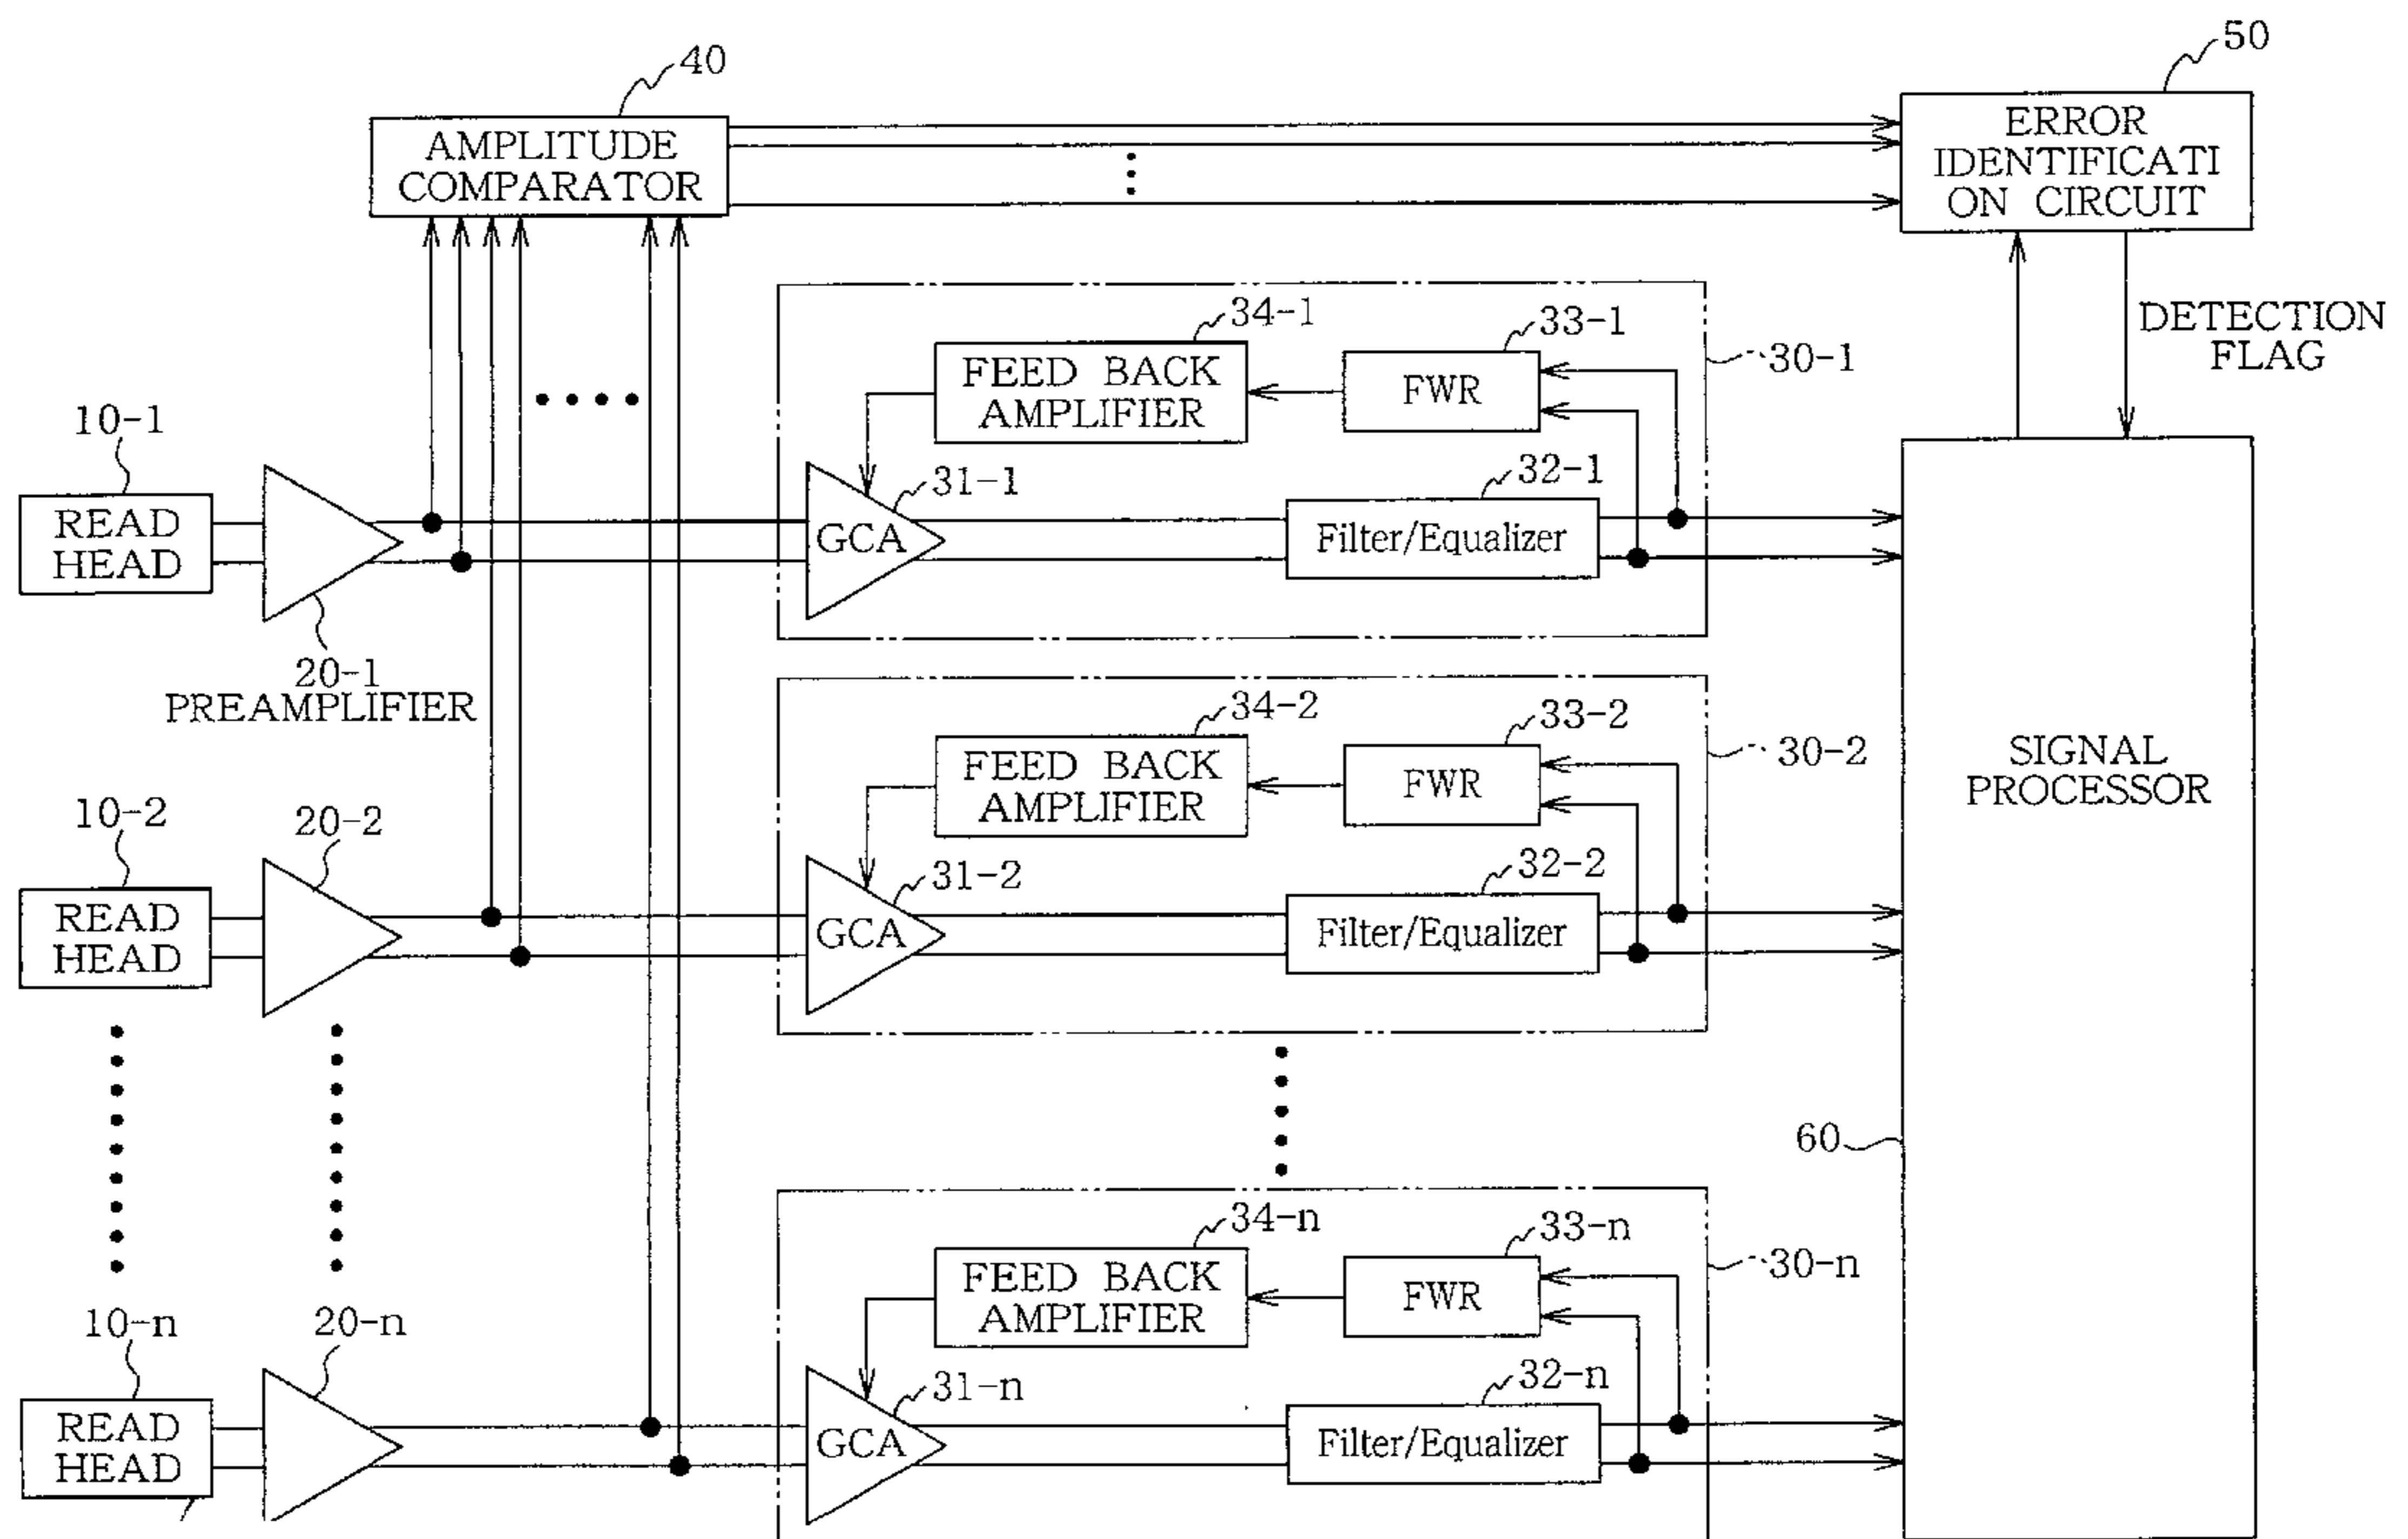 50
40
AMPLITUDE
COMPARATOR
ERROR
IDENTIFICATI
ON CIRCUIT
DETECTION
FLAG
34-1
33-1
30-1
FEED BACK
AMPLIFIER
FWR
10-1
31-1
32-1
READ
HEAD
GCA
Filter/Equalizer
20-1
PREAMPLIFIER
34-2
33-2
30-2
FEED BACK
AMPLIFIER
FWR
SIGNAL
PROCESSOR
10-2
20-2
31-2
32-2
READ
HEAD
GCA
Filter/Equalizer
60
34-n
33-n
30-n
FEED BACK
AMPLIFIER
FWR
10-n
20-n
31-n
32-n
READ
HEAD
GCA
Filter/Equalizer